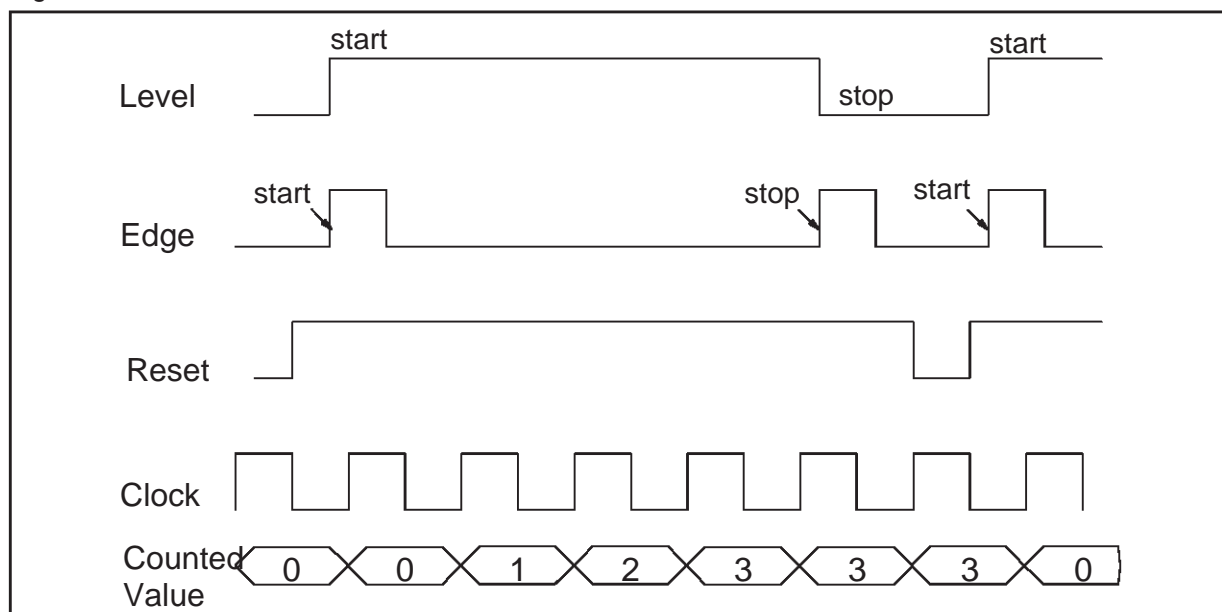 start
start
Level
stop
start
stop
start
Edge
Reset
Clock
Counted
Value
0 0 1 2 3 3 3 0